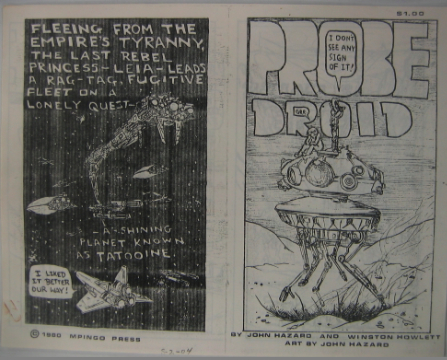 FLEEING FROM THE
EMPIRE'S TYRANNY,
THE LAST REBEL
PRINCESS--LEIA--LEADS
A RAG-TAG, FUGITIVE
FLEET ON A
LONELY QUEST--
--A SHINING
PLANET KNOWN
AS TATOOINE.
I LIKED
IT BETTER
OUR WAY!
© 1980 MPINGO PRESS
$1.00
PROBE
I DON'T
SEE ANY
SIGN
OF IT!
DROID
BY JOHN HAZARD AND WINSTON HOWLETT
ART BY JOHN HAZARD